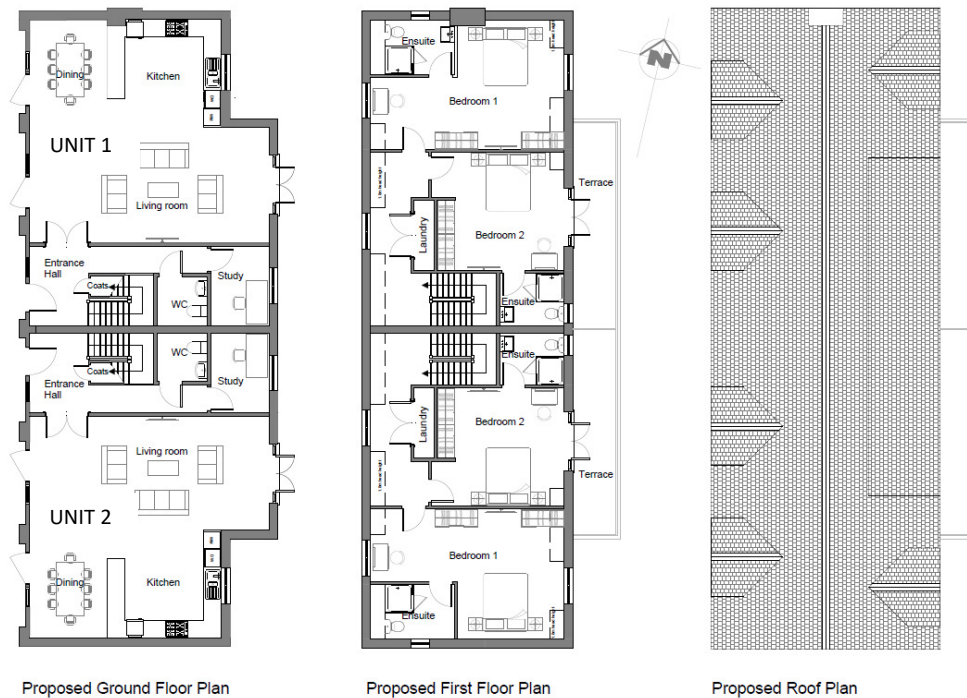 Dining
Kitchen
UNIT 1
Living room
Entrance
Hall
Coats
WC
Study
WC
Coats
Entrance
Hall
Study
Living room
UNIT 2
Dining
Kitchen
Proposed Ground Floor Plan
Ensuite
Bedroom 1
Terrace
Bedroom 2
Laundry
Ensuite
Ensuite
Laundry
Bedroom 2
Terrace
Bedroom 1
Ensuite
Proposed First Floor Plan
N
Proposed Roof Plan